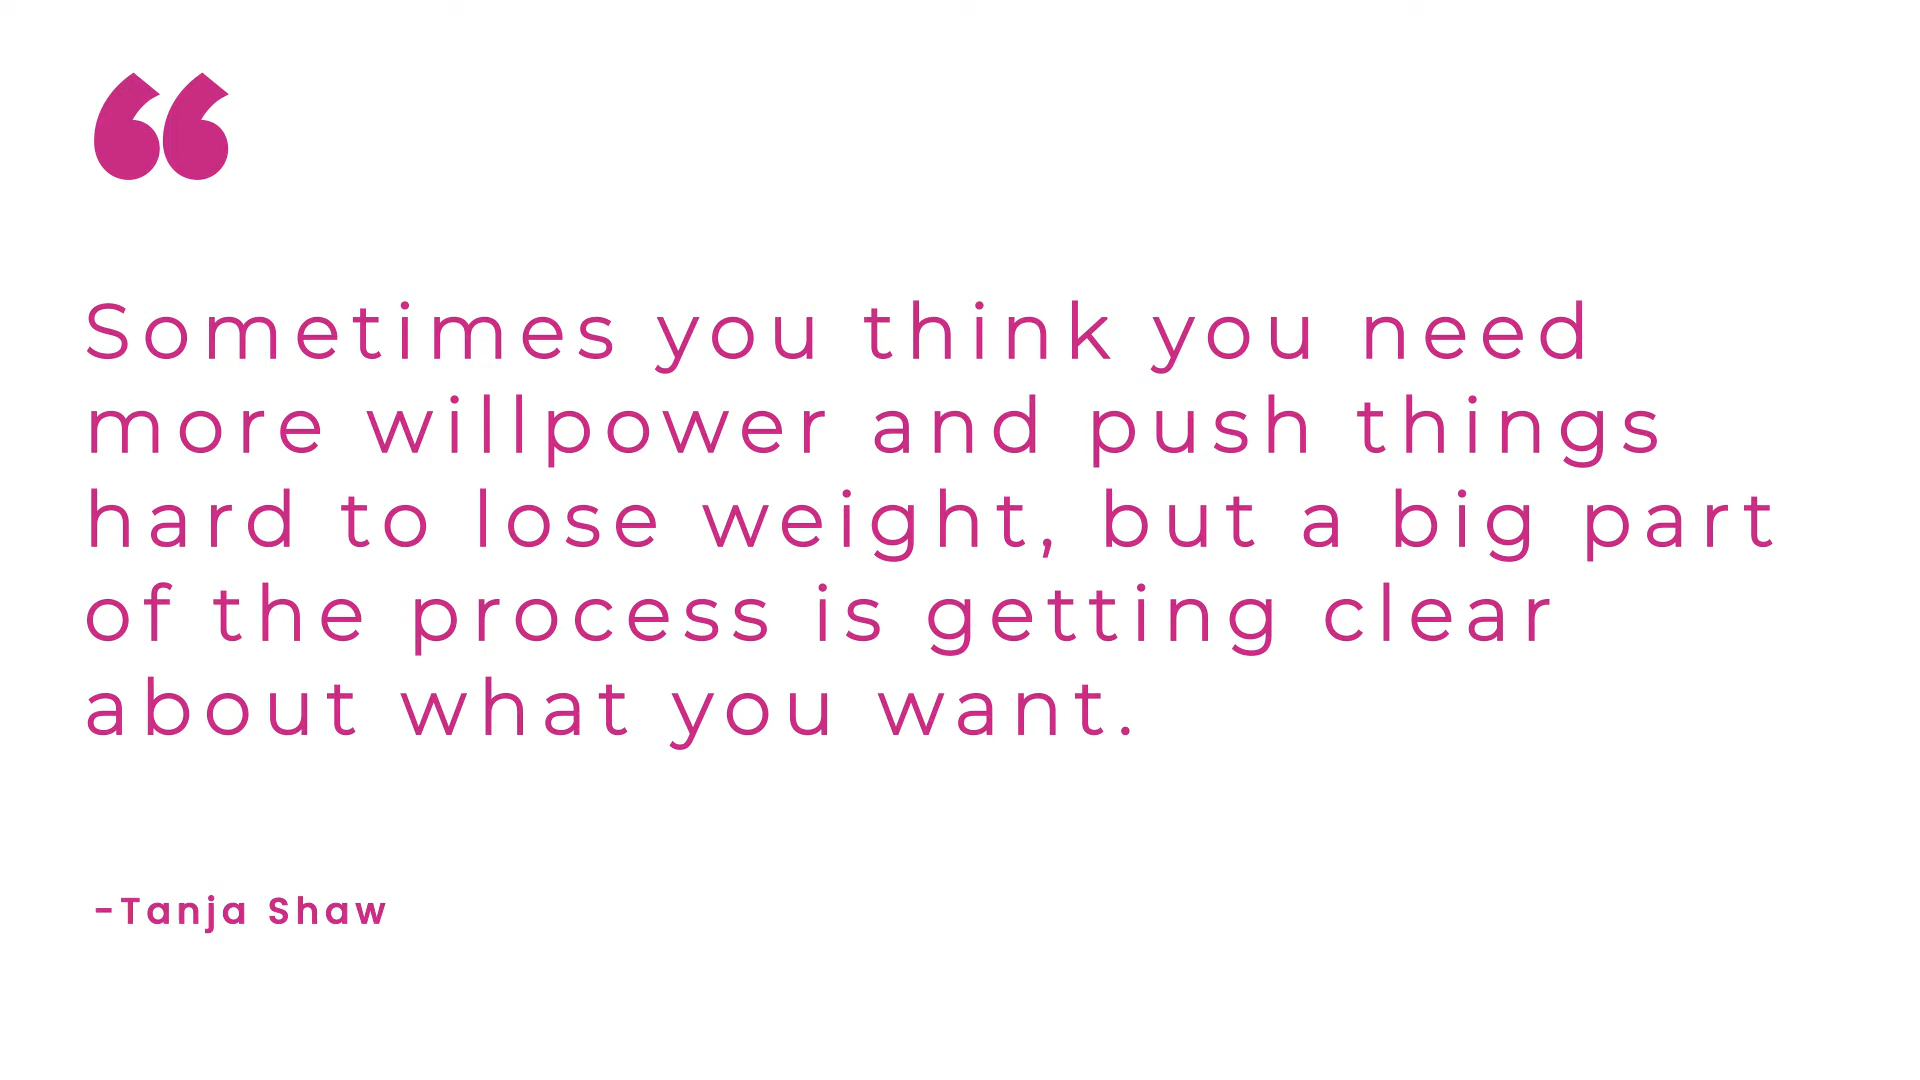 “
Sometimes you think you need
more willpower and push things
hard to lose weight, but a big part
of the process is getting clear
about what you want.
-Tanja Shaw